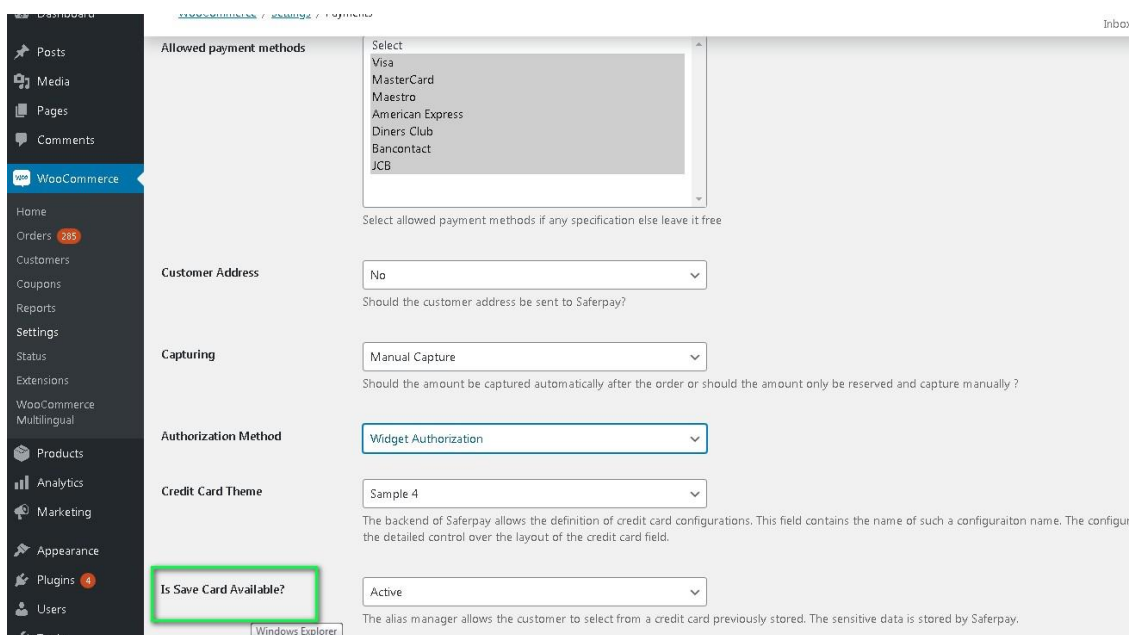 Dashboard
WooCommerce / Settings / Payments
Inbox
Posts
Media
Pages
Comments
WooCommerce
Home
Orders 285
Customers
Coupons
Reports
Settings
Status
Extensions
WooCommerce
Multilingual
Products
Analytics
Marketing
Appearance
Plugins 4
Users
Allowed payment methods
Select
Visa
MasterCard
Maestro
American Express
Diners Club
Bancontact
JCB
Select allowed payment methods if any specification else leave it free
Customer Address
No
Should the customer address be sent to Saferpay?
Capturing
Manual Capture
Should the amount be captured automatically after the order or should the amount only be reserved and capture manually ?
Authorization Method
Widget Authorization
Credit Card Theme
Sample 4
The backend of Saferpay allows the definition of credit card configurations. This field contains the name of such a configuraiton name. The configur
the detailed control over the layout of the credit card field.
Is Save Card Available?
Active
The alias manager allows the customer to select from a credit card previously stored. The sensitive data is stored by Saferpay.
Windows Explorer